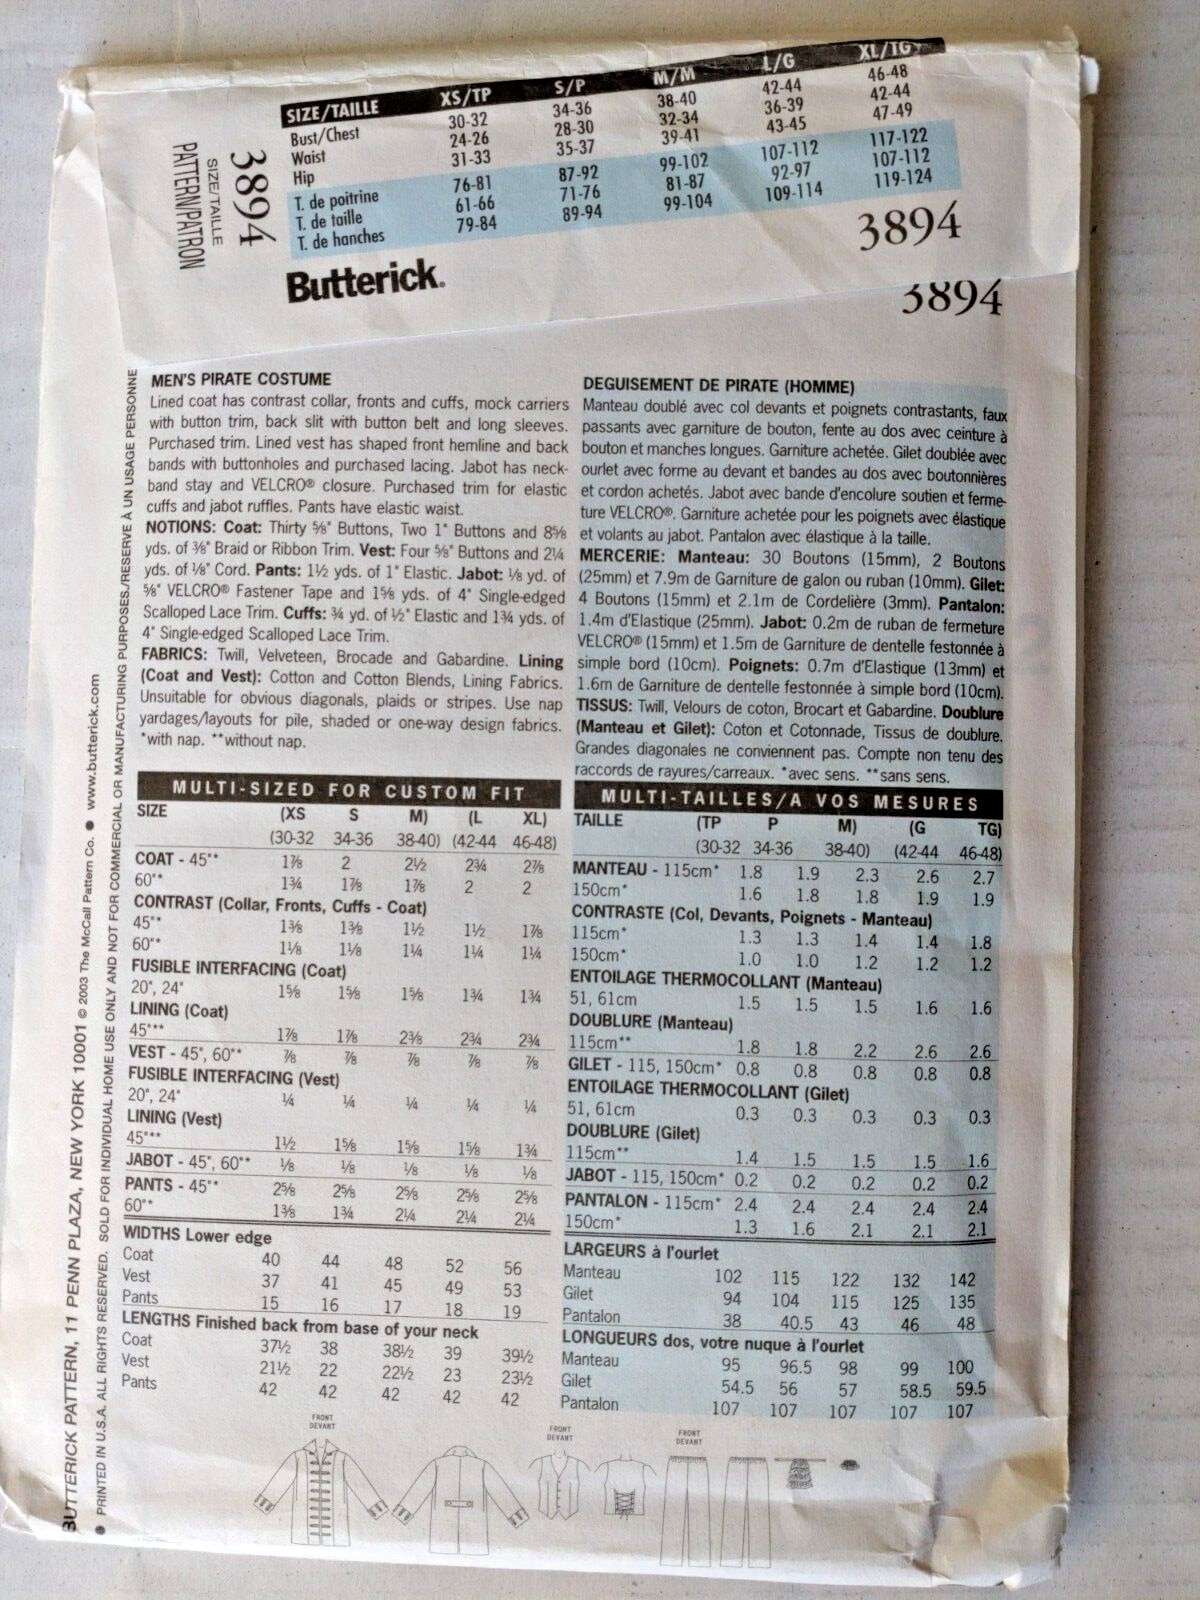 SIZE/TAILLE XS/TP S/P M/M L/G XL/TG
Bust/Chest 30-32 34-36 38-40 42-44 46-48
Waist 24-26 28-30 32-34 36-39 42-44
Hip 31-33 35-37 39-41 43-45 47-49
T. de poitrine 76-81 87-92 99-102 107-112 117-122
T. de taille 61-66 71-76 81-87 92-97 107-112
T. de hanches 79-84 89-94 99-104 109-114 119-124
3894
SIZE/TAILLE
PATTERN/PATRON
Butterick®
3894
3894
MEN'S PIRATE COSTUME
Lined coat has contrast collar, fronts and cuffs, mock carriers
with button trim, back slit with button belt and long sleeves.
Purchased trim. Lined vest has shaped front hemline and back
bands with buttonholes and purchased lacing. Jabot has neck-
band stay and VELCRO® closure. Purchased trim for elastic
cuffs and jabot ruffles. Pants have elastic waist.
NOTIONS: Coat: Thirty ⅝" Buttons, Two 1" Buttons and 8⅝
yds. of ⅜" Braid or Ribbon Trim. Vest: Four ⅝" Buttons and 2¼
yds. of ⅛" Cord. Pants: 1½ yds. of 1" Elastic. Jabot: ⅛ yd. of
⅝" VELCRO® Fastener Tape and 1⅝ yds. of 4" Single-edged
Scalloped Lace Trim. Cuffs: ¾ yd. of ½" Elastic and 1¾ yds. of
4" Single-edged Scalloped Lace Trim.
FABRICS: Twill, Velveteen, Brocade and Gabardine. Lining
(Coat and Vest): Cotton and Cotton Blends, Lining Fabrics.
Unsuitable for obvious diagonals, plaids or stripes. Use nap
yardages/layouts for pile, shaded or one-way design fabrics.
*with nap. **without nap.
MULTI-SIZED FOR CUSTOM FIT
SIZE (XS S M) (L XL)
(30-32 34-36 38-40) (42-44 46-48)
COAT - 45"* 1⅞ 2 2½ 2¾ 2⅞
60"* 1¾ 1⅞ 1⅞ 2 2
CONTRAST (Collar, Fronts, Cuffs - Coat)
45"* 1⅜ 1⅜ 1½ 1½ 1⅞
60"* 1⅛ 1⅛ 1¼ 1¼ 1¼
FUSIBLE INTERFACING (Coat)
20", 24" 1⅝ 1⅝ 1⅝ 1¾ 1¾
LINING (Coat)
45"** 1⅞ 1⅞ 2⅜ 2¾ 2¾
VEST - 45", 60"* ⅞ ⅞ ⅞ ⅞ ⅞
FUSIBLE INTERFACING (Vest)
20", 24" ¼ ¼ ¼ ¼ ¼
LINING (Vest)
45"** 1½ 1⅝ 1⅝ 1⅝ 1¾
JABOT - 45", 60"* ⅛ ⅛ ⅛ ⅛ ⅛
PANTS - 45"* 2⅝ 2⅝ 2⅝ 2⅝ 2⅝
60"* 1⅜ 1¾ 2¼ 2¼ 2¼
WIDTHS Lower edge
Coat 40 44 48 52 56
Vest 37 41 45 49 53
Pants 15 16 17 18 19
LENGTHS Finished back from base of your neck
Coat 37½ 38 38½ 39 39½
Vest 21½ 22 22½ 23 23½
Pants 42 42 42 42 42
DEGUISEMENT DE PIRATE (HOMME)
Manteau doublé avec col devants et poignets contrastants, faux
passants avec garniture de bouton, fente au dos avec ceinture à
bouton et manches longues. Garniture achetée. Gilet doublée avec
ourlet avec forme au devant et bandes au dos avec boutonnières
et cordon achetés. Jabot avec bande d'encolure soutien et ferme-
ture VELCRO®. Garniture achetée pour les poignets avec élastique
et volants au jabot. Pantalon avec élastique à la taille.
MERCERIE: Manteau: 30 Boutons (15mm), 2 Boutons
(25mm) et 7.9m de Garniture de galon ou ruban (10mm). Gilet:
4 Boutons (15mm) et 2.1m de Cordelière (3mm). Pantalon:
1.4m d'Elastique (25mm). Jabot: 0.2m de ruban de fermeture
VELCRO® (15mm) et 1.5m de Garniture de dentelle festonnée à
simple bord (10cm). Poignets: 0.7m d'Elastique (13mm) et
1.6m de Garniture de dentelle festonnée à simple bord (10cm).
TISSUS: Twill, Velours de coton, Brocart et Gabardine. Doublure
(Manteau et Gilet): Coton et Cotonnade, Tissus de doublure.
Grandes diagonales ne conviennent pas. Compte non tenu des
raccords de rayures/carreaux. *avec sens. **sans sens.
MULTI-TAILLES/A VOS MESURES
TAILLE (TP P M) (G TG)
(30-32 34-36 38-40) (42-44 46-48)
MANTEAU - 115cm* 1.8 1.9 2.3 2.6 2.7
150cm* 1.6 1.8 1.8 1.9 1.9
CONTRASTE (Col, Devants, Poignets - Manteau)
115cm* 1.3 1.3 1.4 1.4 1.8
150cm* 1.0 1.0 1.2 1.2 1.2
ENTOILAGE THERMOCOLLANT (Manteau)
51, 61cm 1.5 1.5 1.5 1.6 1.6
DOUBLURE (Manteau)
115cm** 1.8 1.8 2.2 2.6 2.6
GILET - 115, 150cm* 0.8 0.8 0.8 0.8 0.8
ENTOILAGE THERMOCOLLANT (Gilet)
51, 61cm 0.3 0.3 0.3 0.3 0.3
DOUBLURE (Gilet)
115cm** 1.4 1.5 1.5 1.5 1.6
JABOT - 115, 150cm* 0.2 0.2 0.2 0.2 0.2
PANTALON - 115cm* 2.4 2.4 2.4 2.4 2.4
150cm* 1.3 1.6 2.1 2.1 2.1
LARGEURS à l'ourlet
Manteau 102 115 122 132 142
Gilet 94 104 115 125 135
Pantalon 38 40.5 43 46 48
LONGUEURS dos, votre nuque à l'ourlet
Manteau 95 96.5 98 99 100
Gilet 54.5 56 57 58.5 59.5
Pantalon 107 107 107 107 107
FRONT
DEVANT
FRONT
DEVANT
FRONT
DEVANT
BUTTERICK PATTERN, 11 PENN PLAZA, NEW YORK 10001 © 2003 The McCall Pattern Co. ● www.butterick.com
● PRINTED IN U.S.A. ALL RIGHTS RESERVED. SOLD FOR INDIVIDUAL HOME USE ONLY AND NOT FOR COMMERCIAL OR MANUFACTURING PURPOSES./RESERVE À UN USAGE PERSONNE